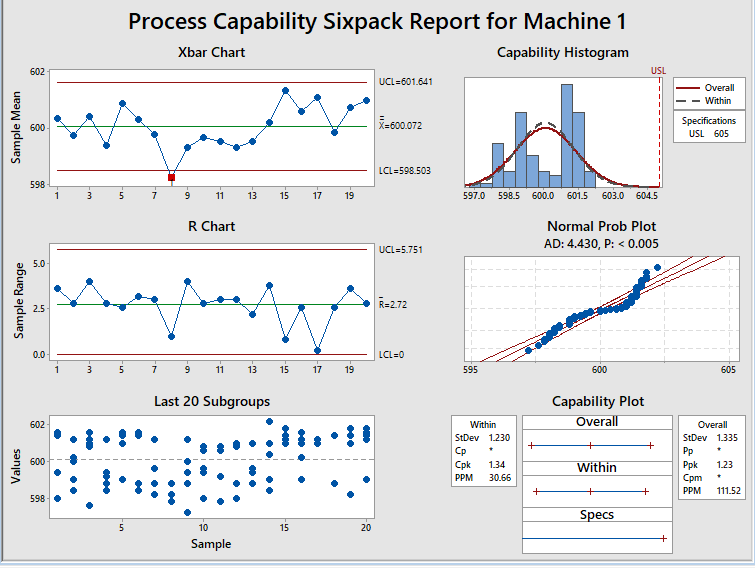 Process Capability Sixpack Report for Machine 1
Xbar Chart
Sample Mean
602
600
598
1 3 5 7 9 11 13 15 17 19
UCL=601.641
X̿=600.072
LCL=598.503
Capability Histogram
USL
597.0 598.5 600.0 601.5 603.0 604.5
Overall
Within
Specifications
USL 605
R Chart
Sample Range
5.0
2.5
0.0
1 3 5 7 9 11 13 15 17 19
UCL=5.751
R̅=2.72
LCL=0
Normal Prob Plot
AD: 4.430, P: < 0.005
595 600 605
Last 20 Subgroups
Values
602
600
598
5 10 15 20
Sample
Capability Plot
Within
StDev 1.230
Cp *
Cpk 1.34
PPM 30.66
Overall
Within
Specs
Overall
StDev 1.335
Pp *
Ppk 1.23
Cpm *
PPM 111.52